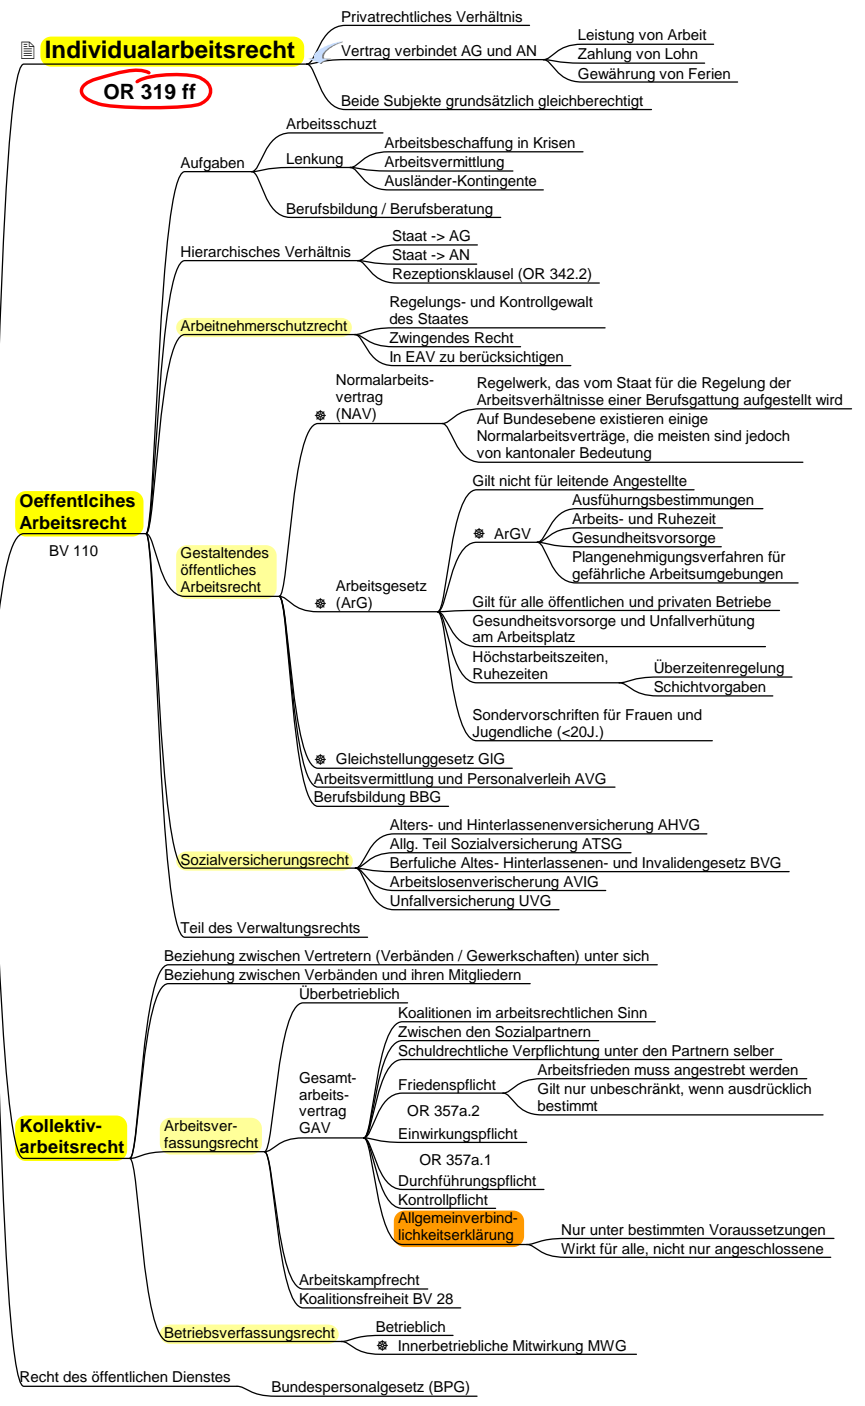 Individualarbeitsrecht
OR 319 ff
Privatrechtliches Verhältnis
Vertrag verbindet AG und AN
Leistung von Arbeit
Zahlung von Lohn
Gewährung von Ferien
Beide Subjekte grundsätzlich gleichberechtigt
Oeffentlcihes
Arbeitsrecht
BV 110
Aufgaben
Arbeitsschuzt
Lenkung
Arbeitsbeschaffung in Krisen
Arbeitsvermittlung
Ausländer-Kontingente
Berufsbildung / Berufsberatung
Hierarchisches Verhältnis
Staat -> AG
Staat -> AN
Rezeptionsklausel (OR 342.2)
Arbeitnehmerschutzrecht
Regelungs- und Kontrollgewalt
des Staates
Zwingendes Recht
In EAV zu berücksichtigen
Gestaltendes
öffentliches
Arbeitsrecht
Normalarbeits-
vertrag
(NAV)
Regelwerk, das vom Staat für die Regelung der
Arbeitsverhältnisse einer Berufsgattung aufgestellt wird
Auf Bundesebene existieren einige
Normalarbeitsverträge, die meisten sind jedoch
von kantonaler Bedeutung
Arbeitsgesetz
(ArG)
Gilt nicht für leitende Angestellte
ArGV
Ausfühurngsbestimmungen
Arbeits- und Ruhezeit
Gesundheitsvorsorge
Plangenehmigungsverfahren für
gefährliche Arbeitsumgebungen
Gilt für alle öffentlichen und privaten Betriebe
Gesundheitsvorsorge und Unfallverhütung
am Arbeitsplatz
Höchstarbeitszeiten,
Ruhezeiten
Überzeitenregelung
Schichtvorgaben
Sondervorschriften für Frauen und
Jugendliche (<20J.)
Gleichstellunggesetz GIG
Arbeitsvermittlung und Personalverleih AVG
Berufsbildung BBG
Sozialversicherungsrecht
Alters- und Hinterlassenenversicherung AHVG
Allg. Teil Sozialversicherung ATSG
Berfuliche Altes- Hinterlassenen- und Invalidengesetz BVG
Arbeitslosenverischerung AVIG
Unfallversicherung UVG
Teil des Verwaltungsrechts
Kollektiv-
arbeitsrecht
Beziehung zwischen Vertretern (Verbänden / Gewerkschaften) unter sich
Beziehung zwischen Verbänden und ihren Mitgliedern
Arbeitsver-
fassungsrecht
Überbetrieblich
Gesamt-
arbeits-
vertrag
GAV
Koalitionen im arbeitsrechtlichen Sinn
Zwischen den Sozialpartnern
Schuldrechtliche Verpflichtung unter den Partnern selber
Friedenspflicht
OR 357a.2
Arbeitsfrieden muss angestrebt werden
Gilt nur unbeschränkt, wenn ausdrücklich
bestimmt
Einwirkungspflicht
OR 357a.1
Durchführungspflicht
Kontrollpflicht
Allgemeinverbind-
lichkeitserklärung
Nur unter bestimmten Voraussetzungen
Wirkt für alle, nicht nur angeschlossene
Arbeitskampfrecht
Koalitionsfreiheit BV 28
Betriebsverfassungsrecht
Betrieblich
Innerbetriebliche Mitwirkung MWG
Recht des öffentlichen Dienstes
Bundespersonalgesetz (BPG)